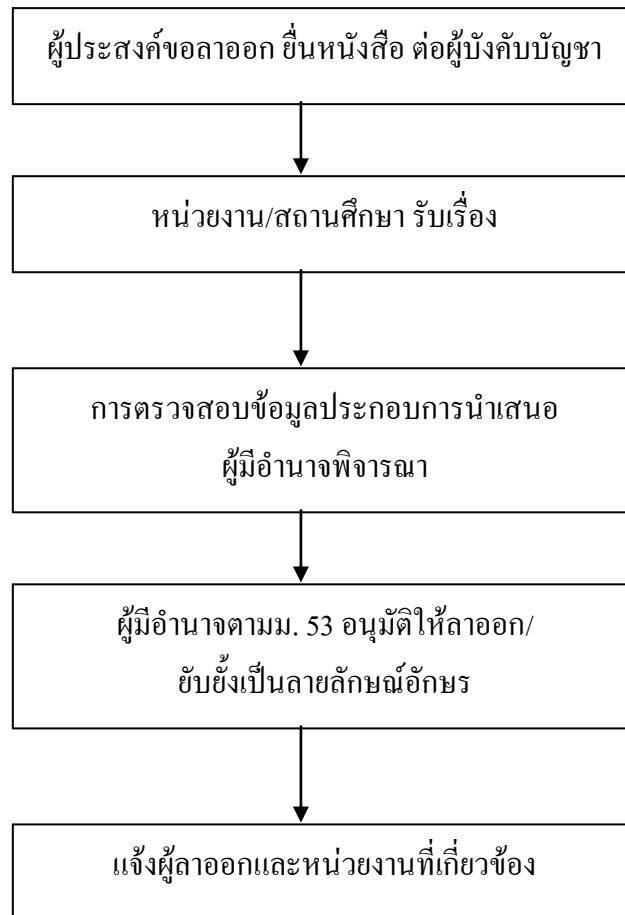 ผู้ประสงค์ขอลาออก ยื่นหนังสือ ต่อผู้บังคับบัญชา
หน่วยงาน/สถานศึกษา รับเรื่อง
การตรวจสอบข้อมูลประกอบการนำเสนอ
ผู้มีอำนาจพิจารณา
ผู้มีอำนาจตามม. 53 อนุมัติให้ลาออก/
ยับยั้งเป็นลายลักษณ์อักษร
แจ้งผู้ลาออกและหน่วยงานที่เกี่ยวข้อง